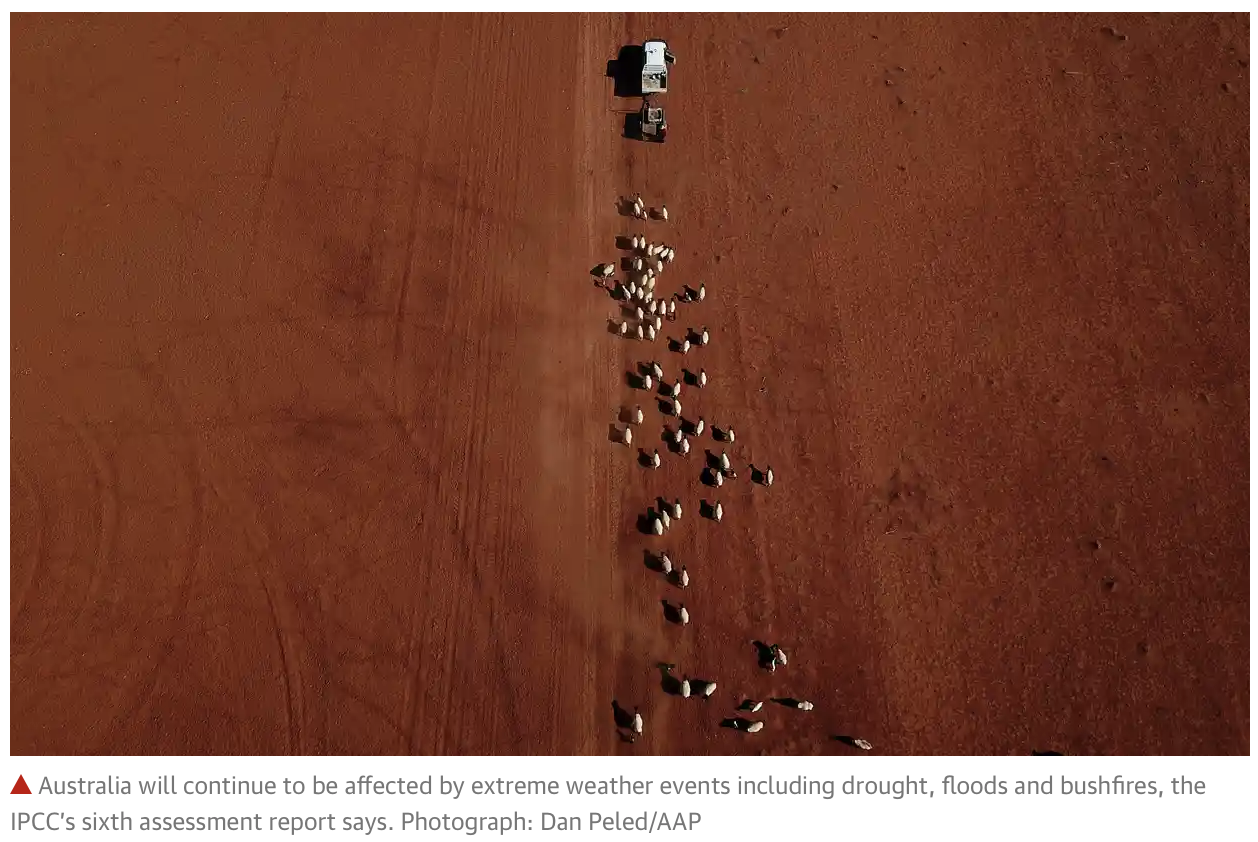 Australia will continue to be affected by extreme weather events including drought, floods and bushfires, the
IPCC's sixth assessment report says. Photograph: Dan Peled/AAP